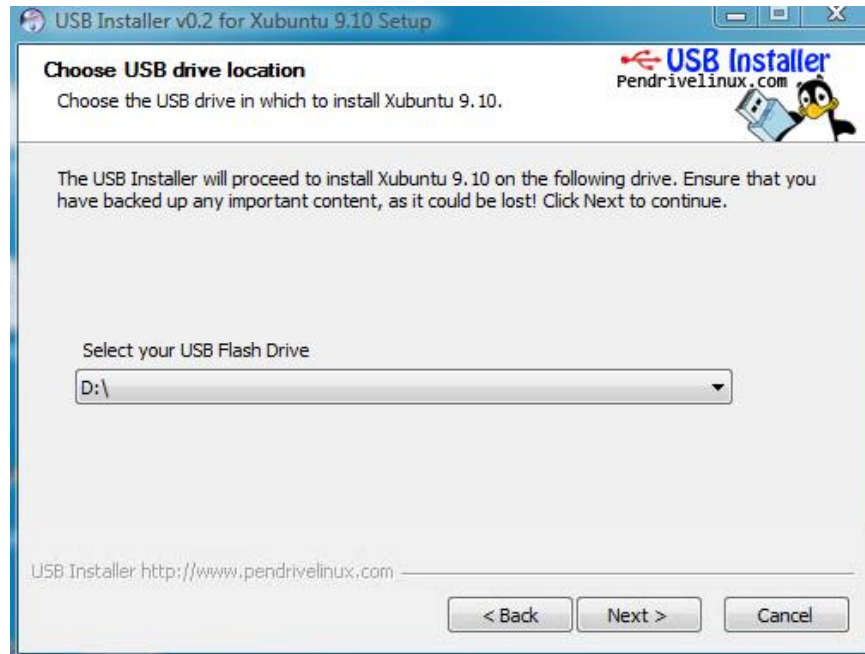 USB Installer v0.2 for Xubuntu 9.10 Setup
Choose USB drive location
Choose the USB drive in which to install Xubuntu 9.10.
USB Installer
Pendrivelinux.com
The USB Installer will proceed to install Xubuntu 9.10 on the following drive. Ensure that you
have backed up any important content, as it could be lost! Click Next to continue.
Select your USB Flash Drive
D:\
USB Installer http://www.pendrivelinux.com
< Back
Next >
Cancel